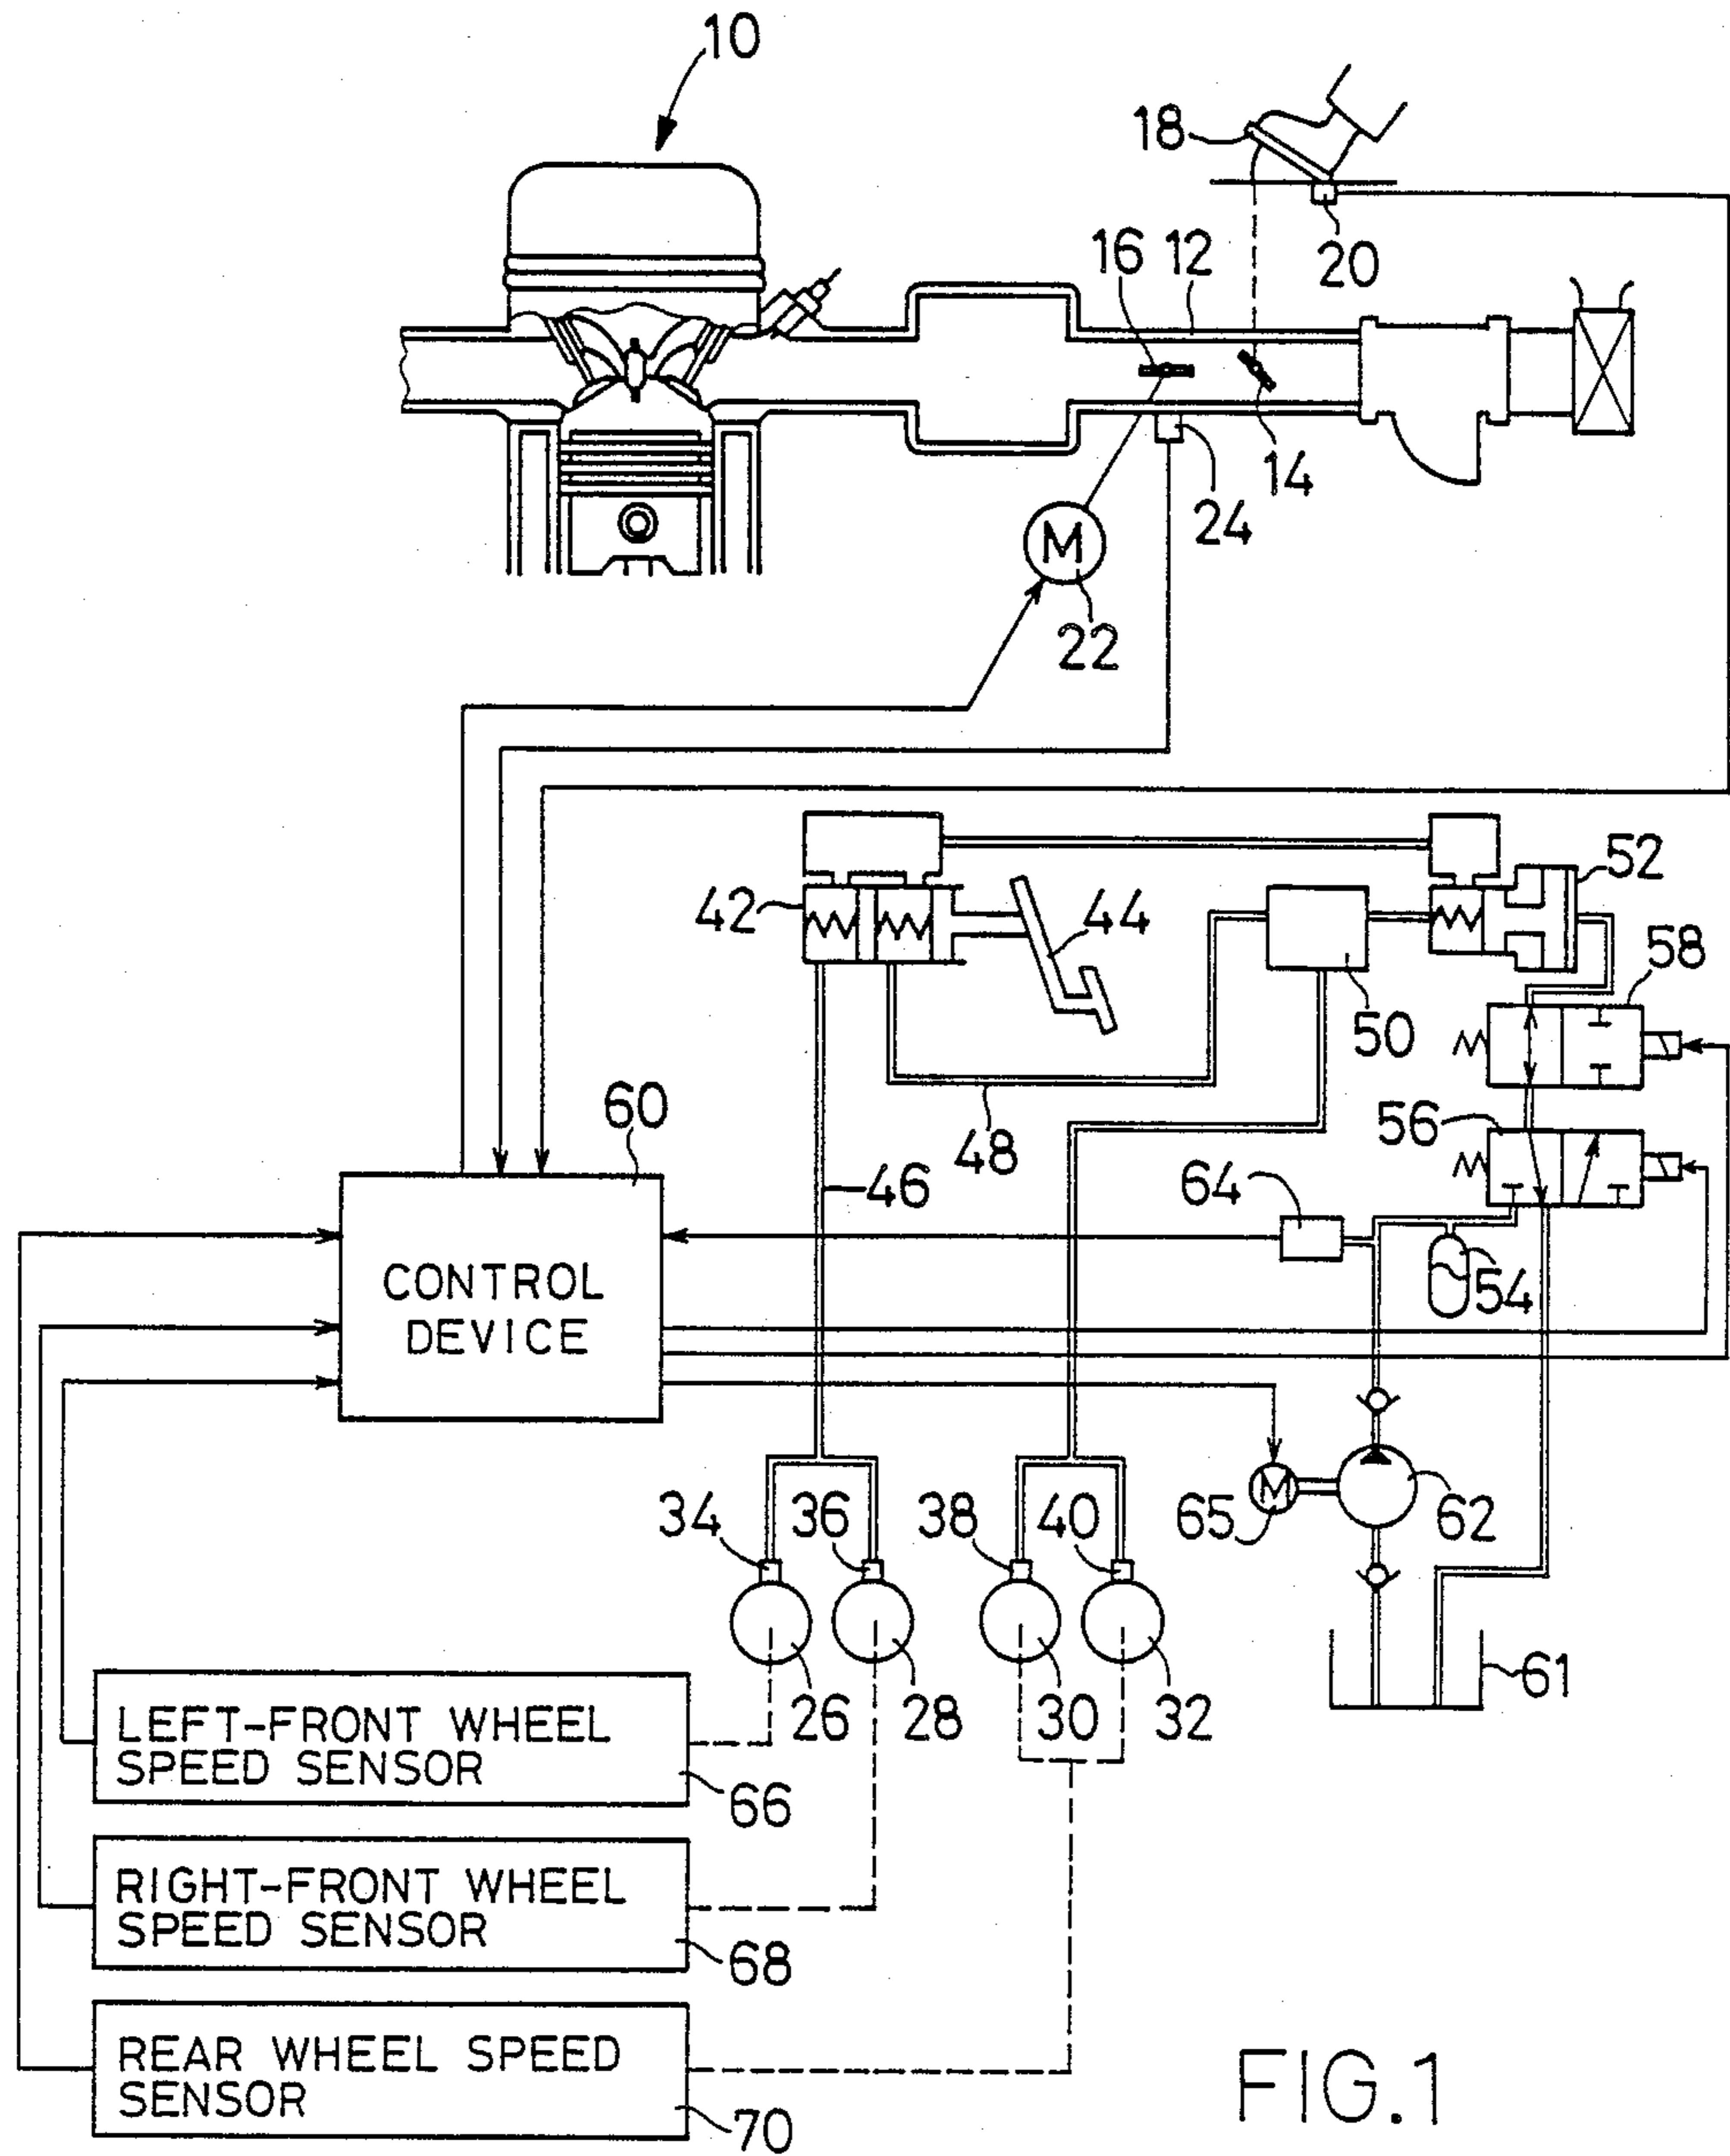 10
18
20
16 12
14
24
M
22
52
42
44
58
50
60
48
56
46
64
54
CONTROL
DEVICE
65
M
62
34
36
38
40
26
28
30
32
61
LEFT-FRONT WHEEL
SPEED SENSOR
66
RIGHT-FRONT WHEEL
SPEED SENSOR
68
REAR WHEEL SPEED
SENSOR
70
FIG.1